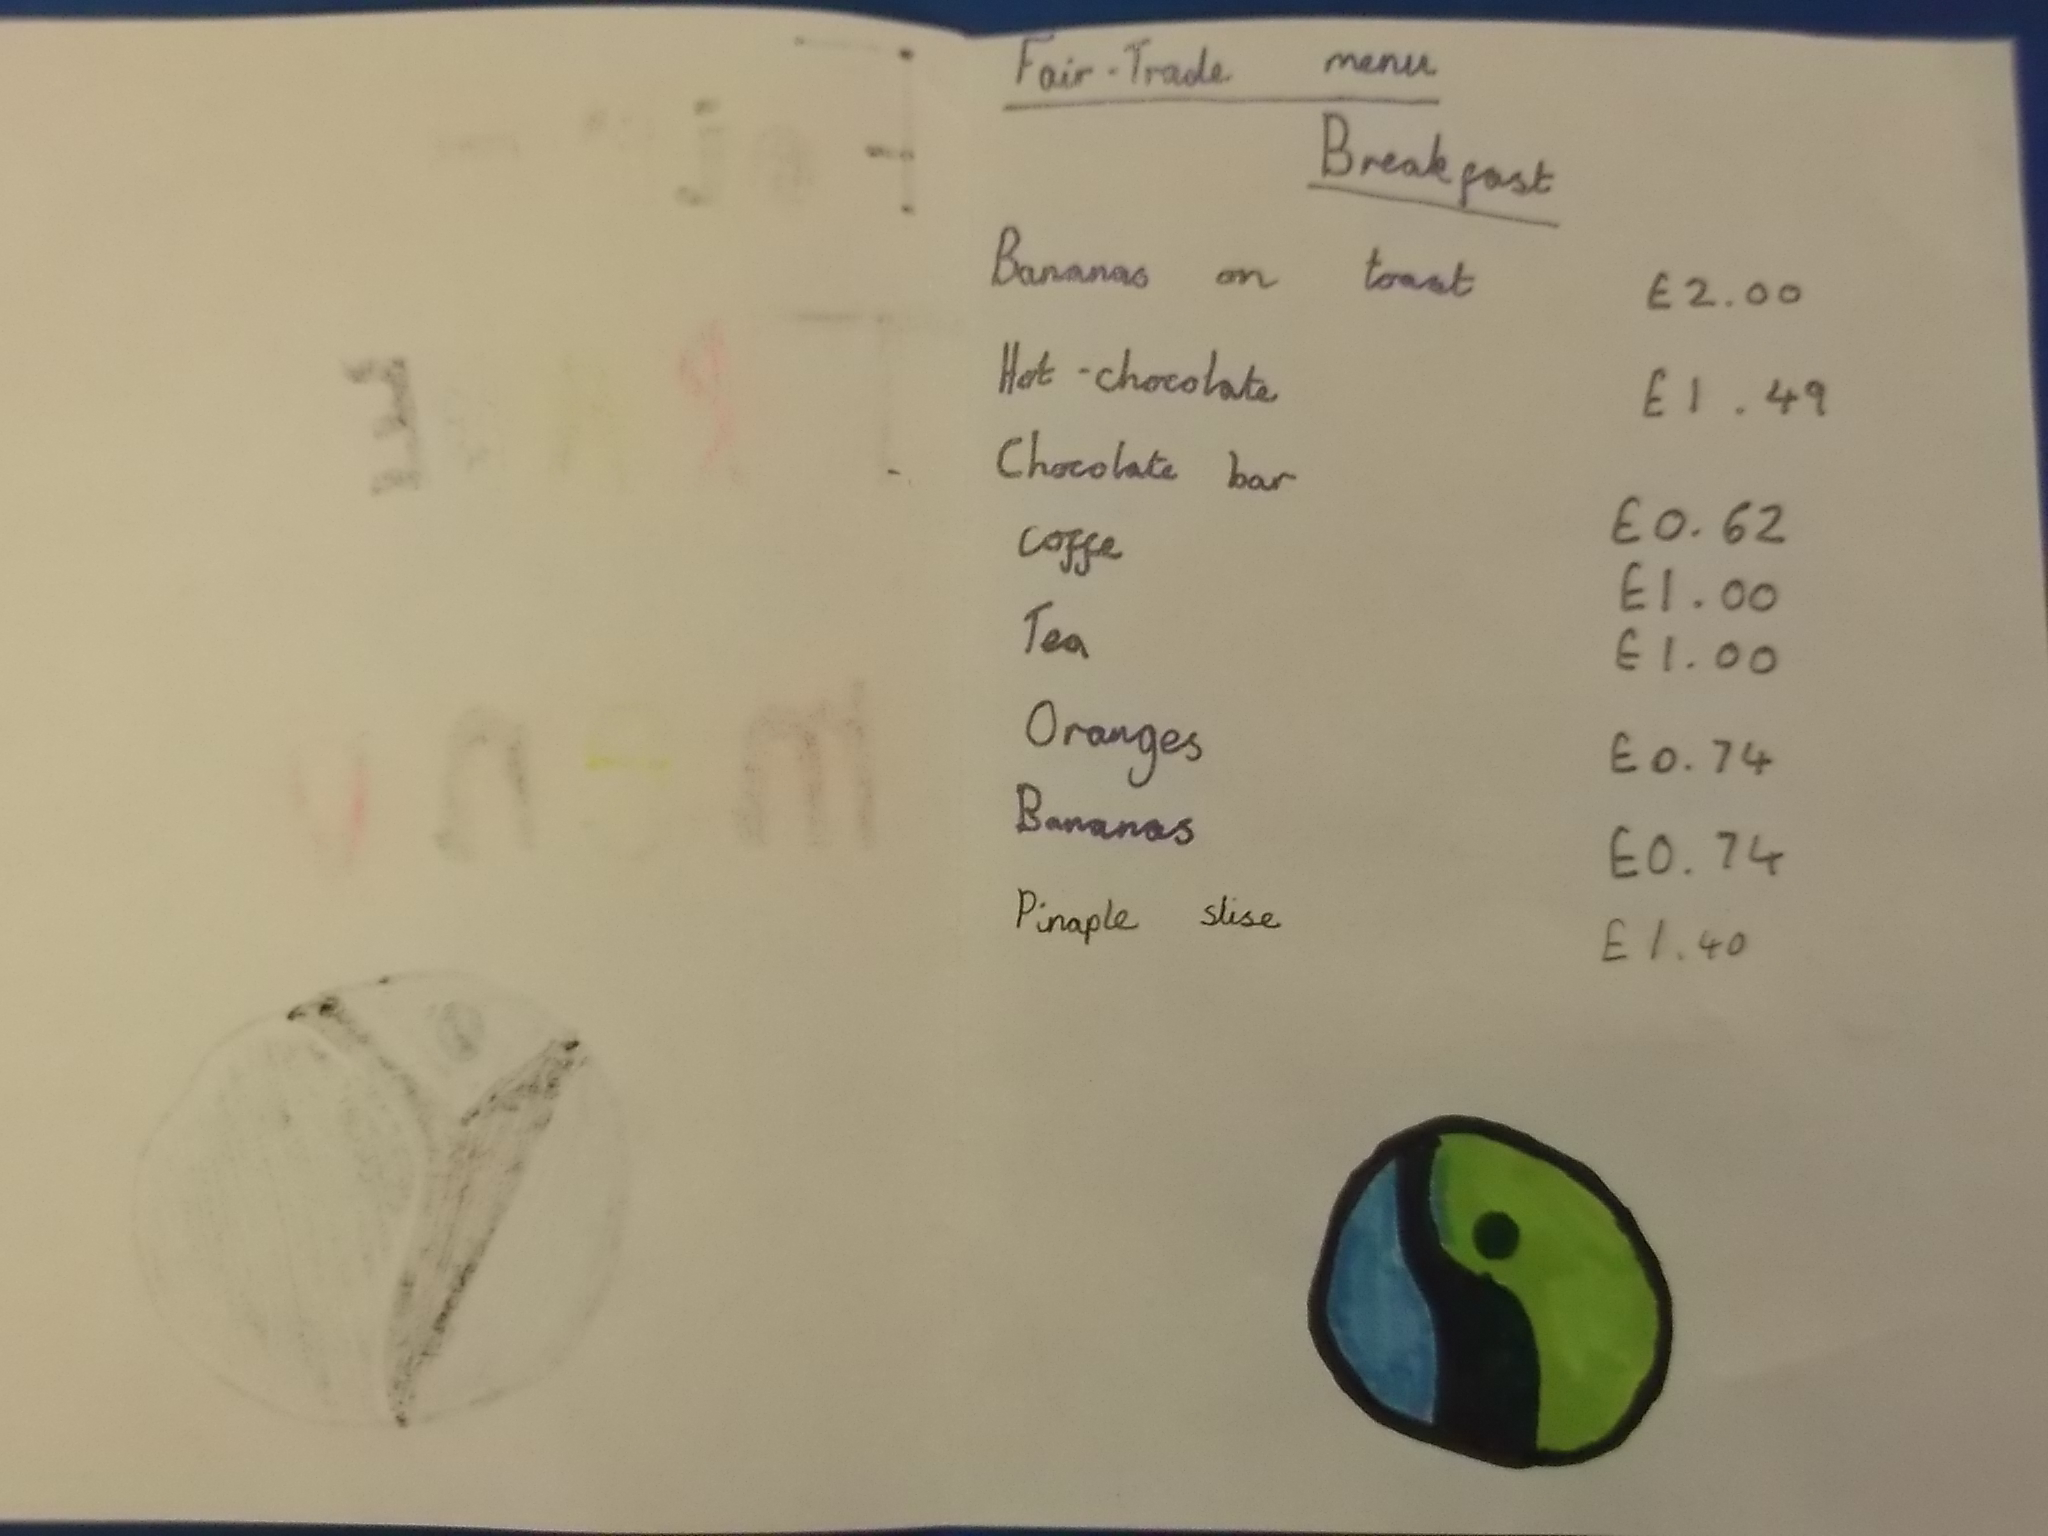 Fair-Trade menu
Breakfast
Bananas on toast £2.00
Hot-chocolate £1.49
Chocolate bar £0.62
Coffe £1.00
Tea £1.00
Oranges £0.74
Bananas £0.74
Pinaple slise £1.40